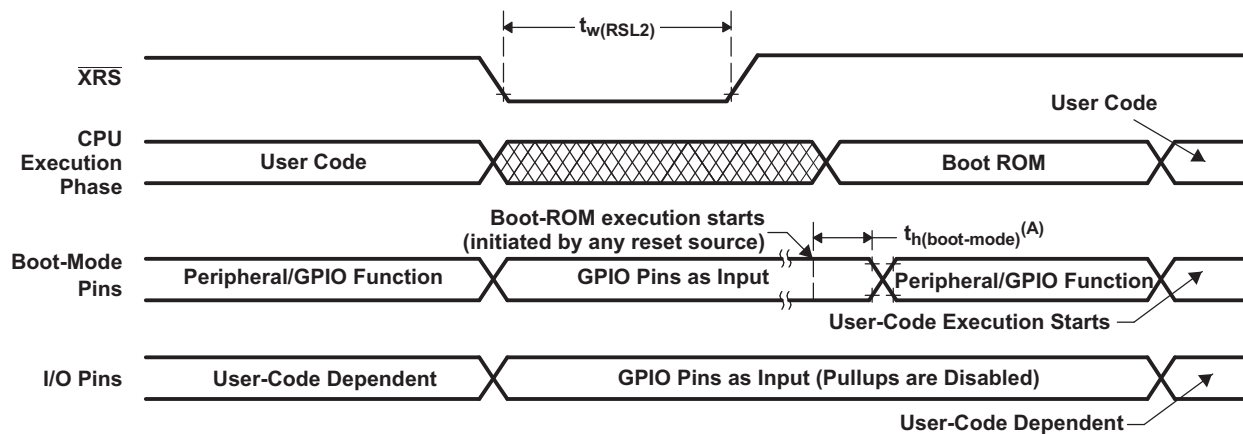 tw(RSL2)
XRS
User Code
CPU
Execution
Phase
User Code
Boot ROM
Boot-ROM execution starts
(initiated by any reset source)
th(boot-mode)(A)
Boot-Mode
Pins
Peripheral/GPIO Function
GPIO Pins as Input
Peripheral/GPIO Function
User-Code Execution Starts
I/O Pins
User-Code Dependent
GPIO Pins as Input (Pullups are Disabled)
User-Code Dependent